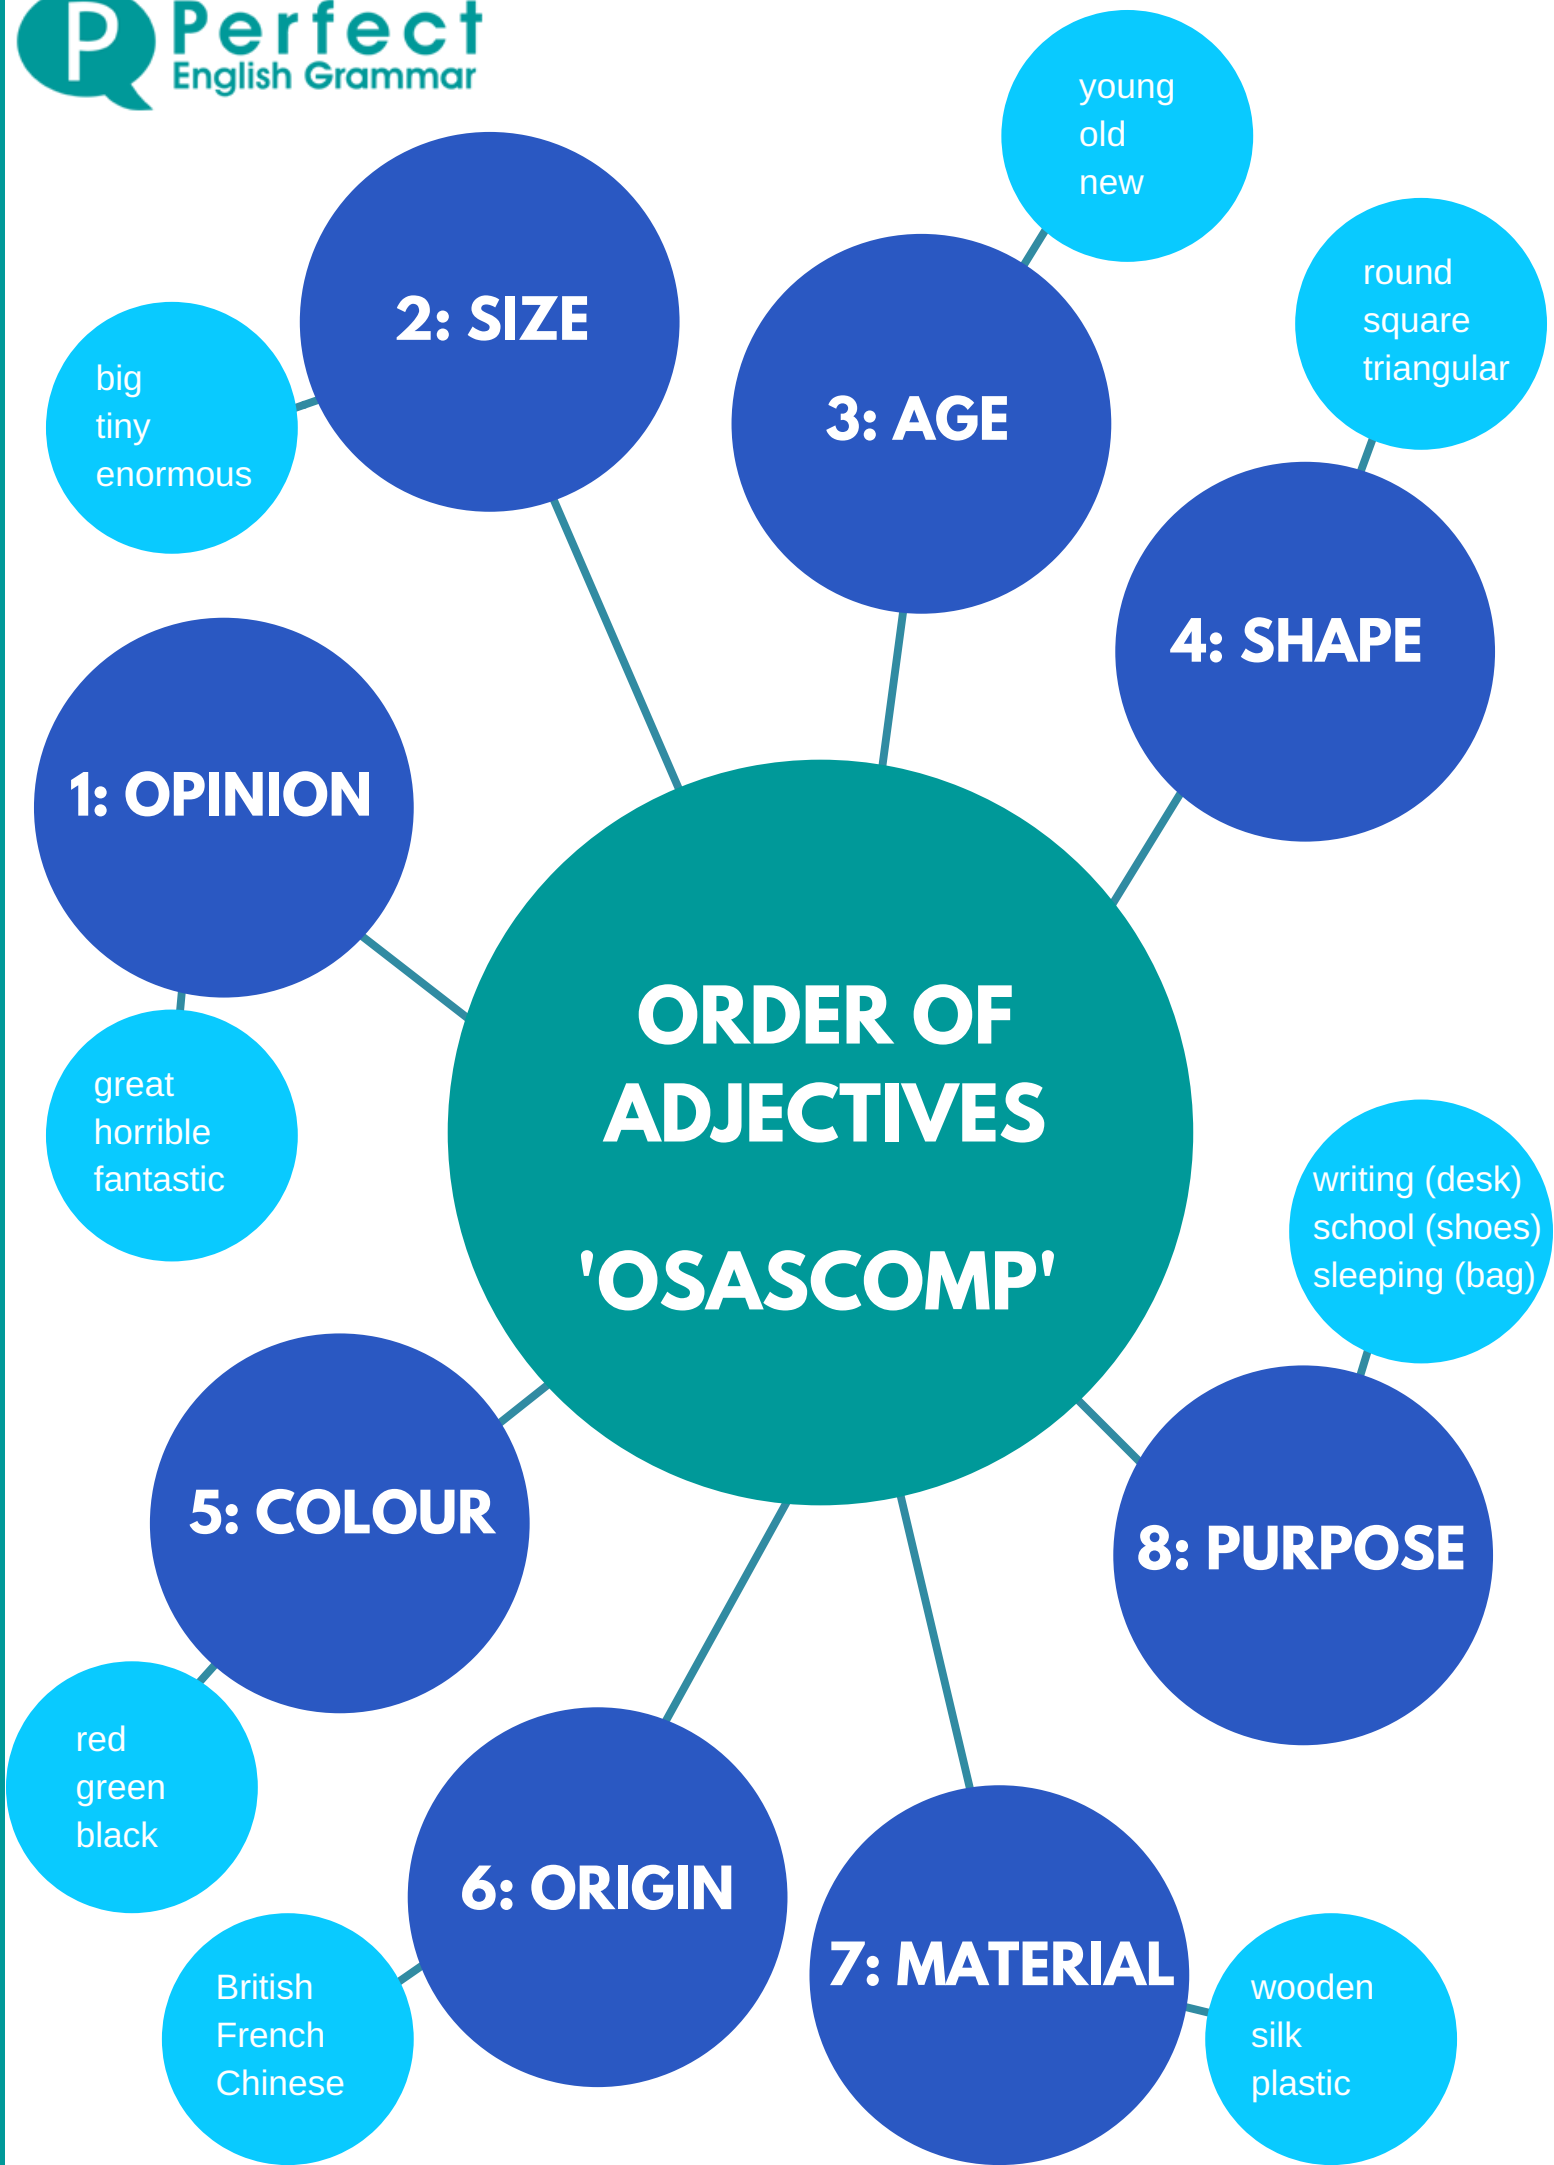 P
Perfect
English Grammar
ORDER OF
ADJECTIVES
'OSASCOMP'
1: OPINION
great
horrible
fantastic
2: SIZE
big
tiny
enormous
3: AGE
young
old
new
4: SHAPE
round
square
triangular
5: COLOUR
red
green
black
6: ORIGIN
British
French
Chinese
7: MATERIAL
wooden
silk
plastic
8: PURPOSE
writing (desk)
school (shoes)
sleeping (bag)